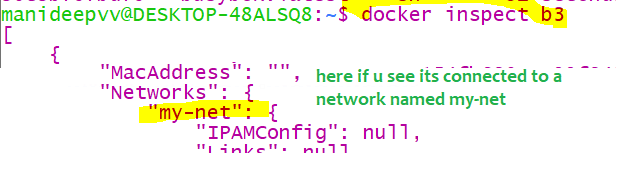 manideepvv@DESKTOP-48ALSQ8:~$ docker inspect b3
[
{
"MacAddress": "",
here if u see its connected to a
"Networks": {
network named my-net
"my-net": {
"IPAMConfig": null,
"Links": null